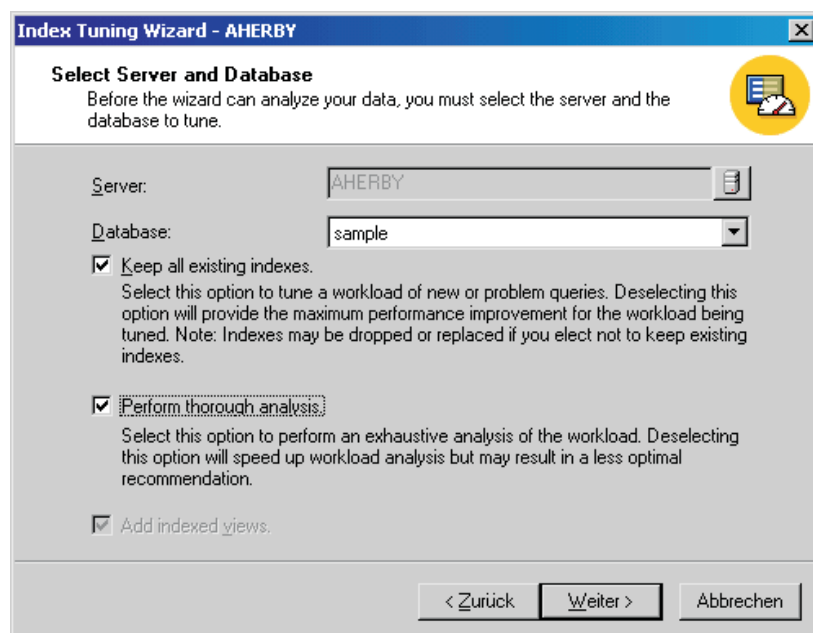 Index Tuning Wizard - AHERBY
Select Server and Database
Before the wizard can analyze your data, you must select the server and the
database to tune.
Server:
AHERBY
Database:
sample
Keep all existing indexes.
Select this option to tune a workload of new or problem queries. Deselecting this
option will provide the maximum performance improvement for the workload being
tuned. Note: Indexes may be dropped or replaced if you elect not to keep existing
indexes.
Perform thorough analysis.
Select this option to perform an exhaustive analysis of the workload. Deselecting
this option will speed up workload analysis but may result in a less optimal
recommendation.
Add indexed views.
< Zurück
Weiter >
Abbrechen